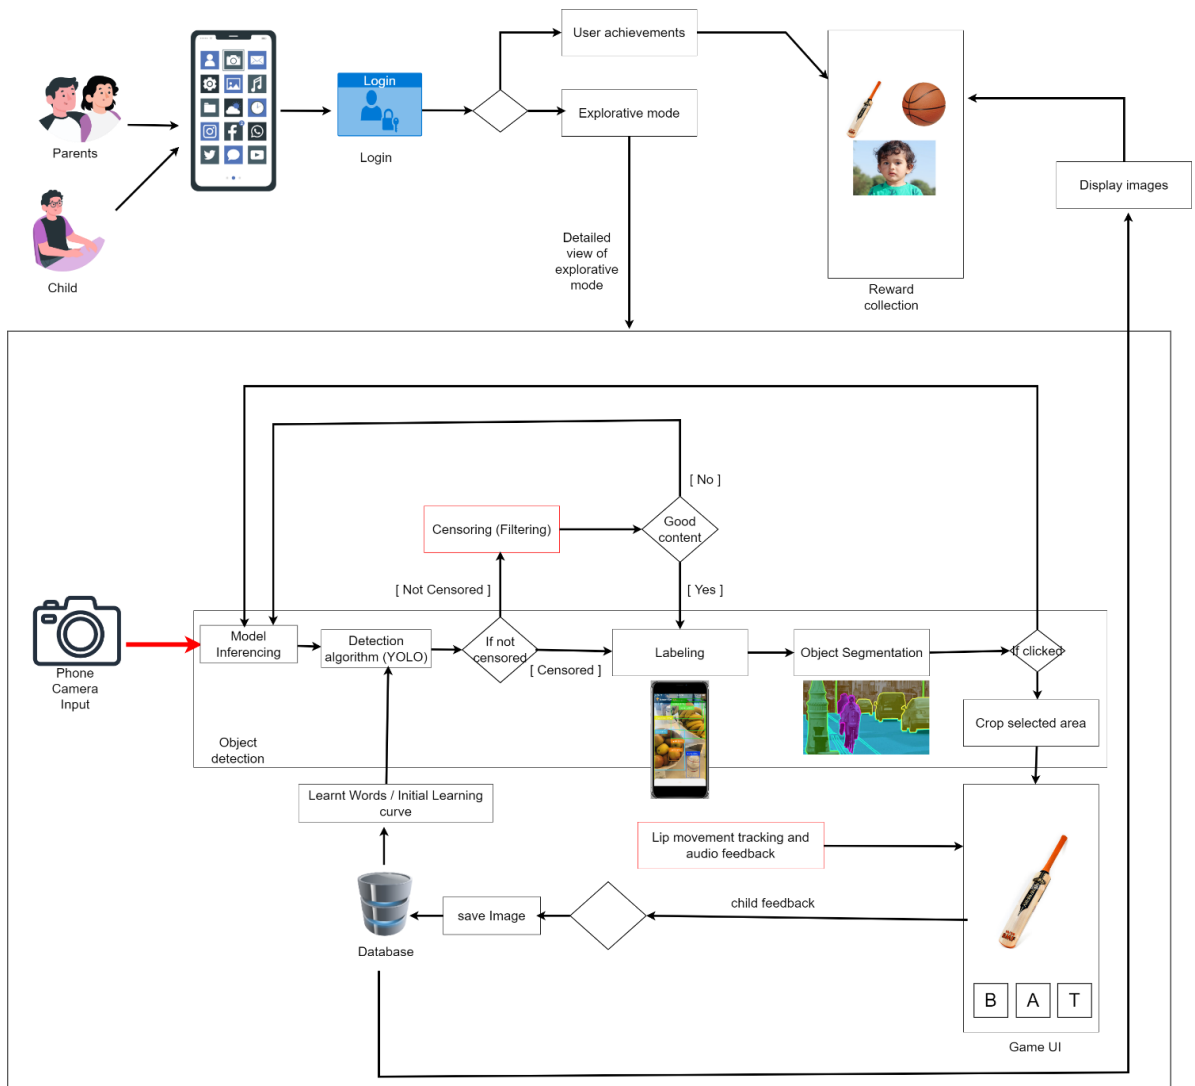 User achievements
Login
Explorative mode
Parents
Login
Display images
Child
Detailed
view of
explorative
mode
Reward
collection
[ No ]
Censoring (Filtering)
Good
content
[ Not Censored ]
[ Yes ]
Model
Inferencing
Detection
algorithm (YOLO)
If not
censored
[ Censored ]
Labeling
Object Segmentation
If clicked
Phone
Camera
Input
Crop selected area
Object
detection
Learnt Words / Initial Learning
curve
Lip movement tracking and
audio feedback
child feedback
save Image
Database
B A T
Game UI